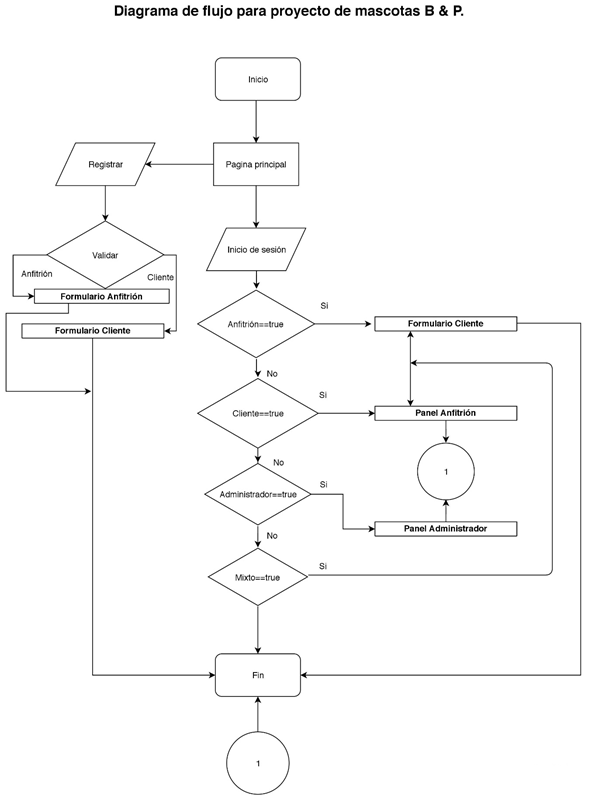 Diagrama de flujo para proyecto de mascotas B & P.
Inicio
Registrar
Pagina principal
Validar
Inicio de sesión
Anfitrión
Cliente
Formulario Anfitrión
Formulario Cliente
Anfitrión==true
Si
Formulario Cliente
No
Cliente==true
Si
Panel Anfitrión
No
1
Administrador==true
Si
Panel Administrador
No
Mixto==true
Si
Fin
1